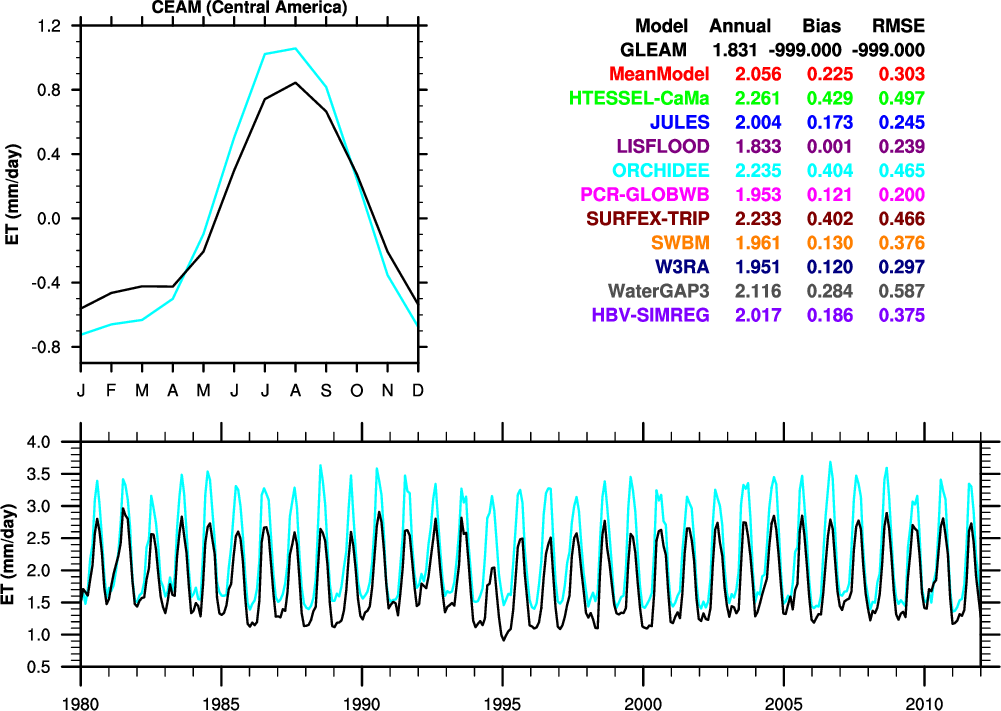 CEAM (Central America)
ET (mm/day)
1.2
0.8
0.4
0.0
-0.4
-0.8
J F M A M J J A S O N D
Model Annual Bias RMSE
GLEAM 1.831 -999.000 -999.000
MeanModel 2.056 0.225 0.303
HTESSEL-CaMa 2.261 0.429 0.497
JULES 2.004 0.173 0.245
LISFLOOD 1.833 0.001 0.239
ORCHIDEE 2.235 0.404 0.465
PCR-GLOBWB 1.953 0.121 0.200
SURFEX-TRIP 2.233 0.402 0.466
SWBM 1.961 0.130 0.376
W3RA 1.951 0.120 0.297
WaterGAP3 2.116 0.284 0.587
HBV-SIMREG 2.017 0.186 0.375
ET (mm/day)
4.0
3.5
3.0
2.5
2.0
1.5
1.0
0.5
1980 1985 1990 1995 2000 2005 2010